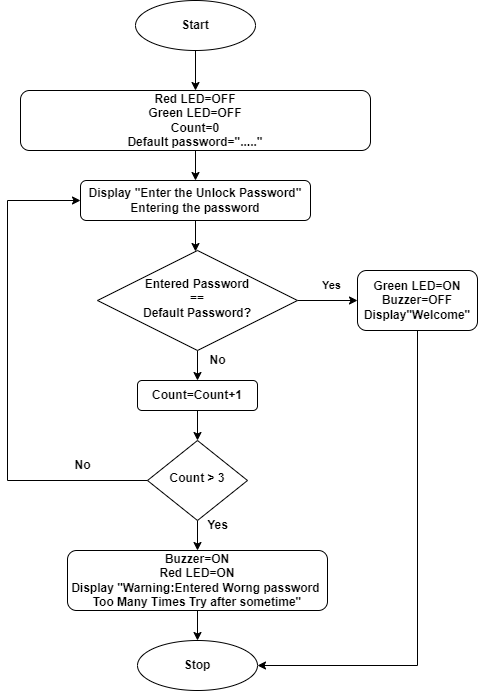 Start
Red LED=OFF
Green LED=OFF
Count=0
Default password="....."
Display "Enter the Unlock Password"
Entering the password
Entered Password
==
Default Password?
Yes
Green LED=ON
Buzzer=OFF
Display"Welcome"
No
Count=Count+1
Count > 3
No
Yes
Buzzer=ON
Red LED=ON
Display "Warning:Entered Worng password
Too Many Times Try after sometime"
Stop